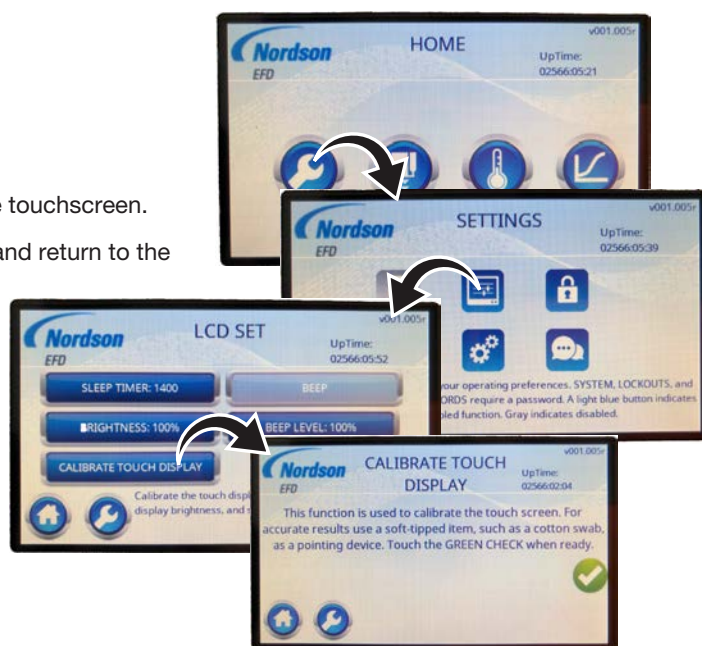 v001.005r
Nordson
EFD
HOME
UpTime:
02566:05:21
e touchscreen.
and return to the
v001.005r
Nordson
EFD
SETTINGS
UpTime:
02566:05:39
your operating preferences. SYSTEM, LOCKOUTS, and
ORDS require a password. A light blue button indicates
bled function. Gray indicates disabled.
v001.005r
Nordson
EFD
LCD SET
UpTime:
02566:05:52
SLEEP TIMER: 1400
BEEP
BRIGHTNESS: 100%
BEEP LEVEL: 100%
CALIBRATE TOUCH DISPLAY
Calibrate the touch displ
display brightness, and s
v001.005r
Nordson
EFD
CALIBRATE TOUCH
DISPLAY
UpTime:
02566:02:04
This function is used to calibrate the touch screen. For
accurate results use a soft-tipped item, such as a cotton swab,
as a pointing device. Touch the GREEN CHECK when ready.